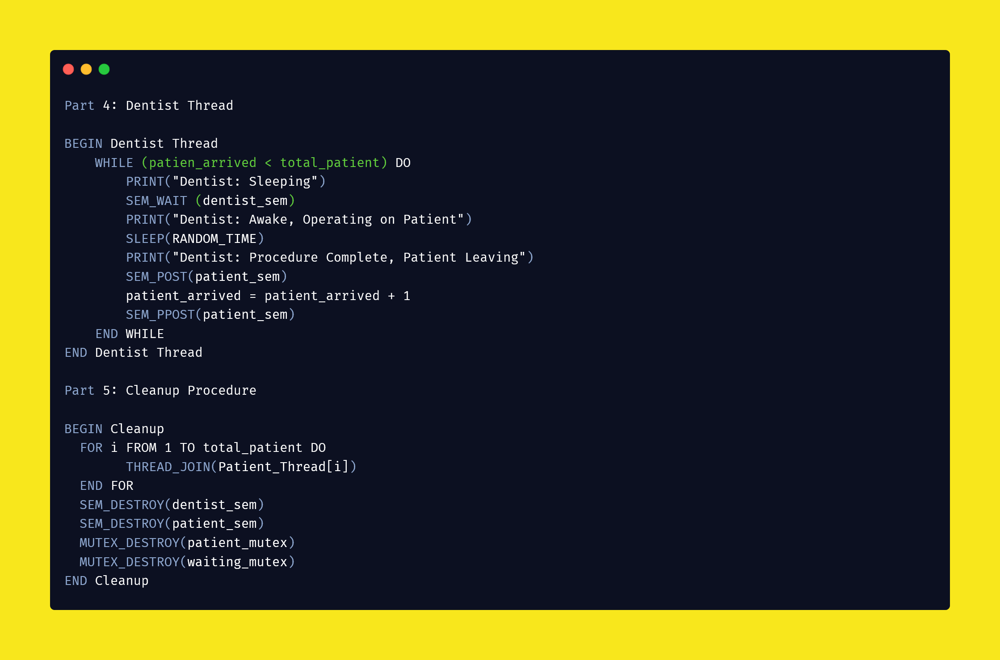 Part 4: Dentist Thread
BEGIN Dentist Thread
WHILE (patien_arrived < total_patient) DO
PRINT("Dentist: Sleeping")
SEM_WAIT (dentist_sem)
PRINT("Dentist: Awake, Operating on Patient")
SLEEP(RANDOM_TIME)
PRINT("Dentist: Procedure Complete, Patient Leaving")
SEM_POST(patient_sem)
patient_arrived = patient_arrived + 1
SEM_PPOST(patient_sem)
END WHILE
END Dentist Thread
Part 5: Cleanup Procedure
BEGIN Cleanup
FOR i FROM 1 TO total_patient DO
THREAD_JOIN(Patient_Thread[i])
END FOR
SEM_DESTROY(dentist_sem)
SEM_DESTROY(patient_sem)
MUTEX_DESTROY(patient_mutex)
MUTEX_DESTROY(waiting_mutex)
END Cleanup